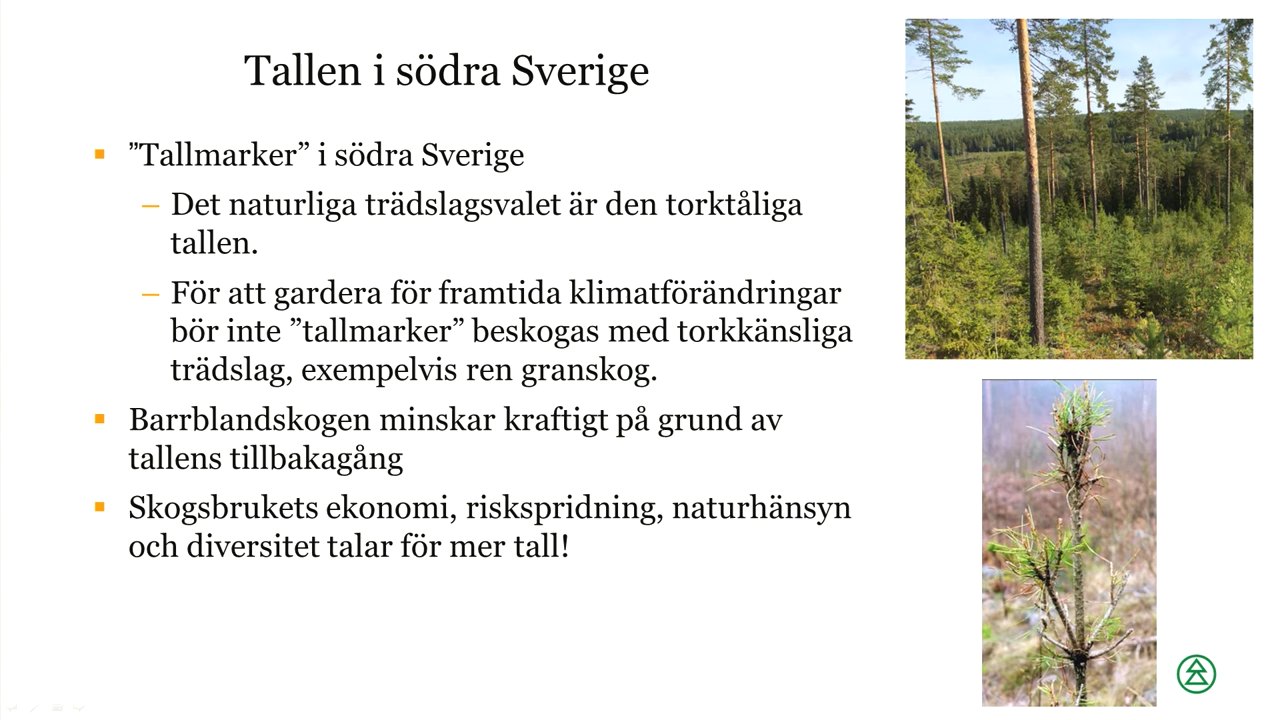 Tallen i södra Sverige
”Tallmarker” i södra Sverige
– Det naturliga trädslagsvalet är den torktåliga
tallen.
– För att gardera för framtida klimatförändringar
bör inte ”tallmarker” beskogas med torkkänsliga
trädslag, exempelvis ren granskog.
Barrblandskogen minskar kraftigt på grund av
tallens tillbakagång
Skogsbrukets ekonomi, riskspridning, naturhänsyn
och diversitet talar för mer tall!